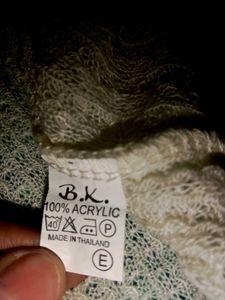 B.K.
100% ACRYLIC
40 P
MADE IN THAILAND
E